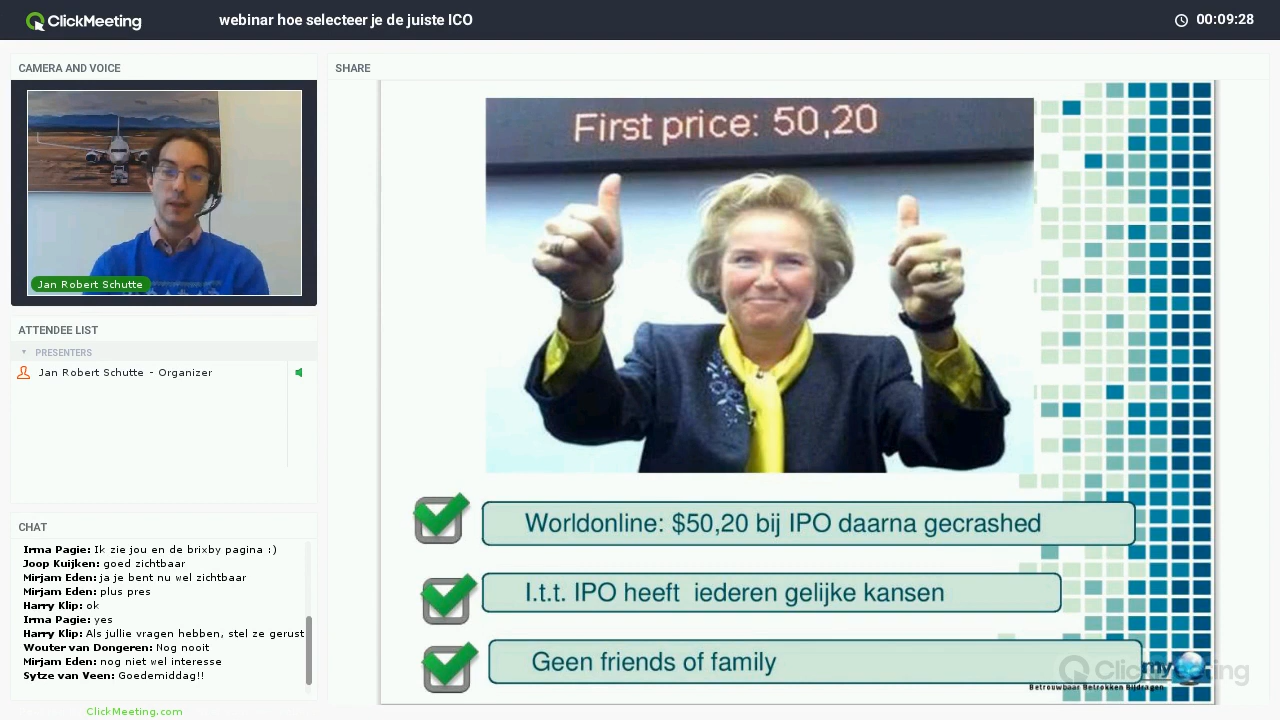 ClickMeeting
webinar hoe selecteer je de juiste ICO
00:09:28
CAMERA AND VOICE
Jan Robert Schutte
ATTENDEE LIST
PRESENTERS
Jan Robert Schutte - Organizer
CHAT
Irma Pagie: Ik zie jou en de brixby pagina :)
Joop Kuijken: goed zichtbaar
Mirjam Eden: ja je bent nu wel zichtbaar
Mirjam Eden: plus pres
Harry Klip: ok
Irma Pagie: yes
Harry Klip: Als jullie vragen hebben, stel ze gerust
Wouter van Dongeren: Nog nooit
Mirjam Eden: nog niet wel interesse
Sytze van Veen: Goedemiddag!!
ClickMeeting.com
SHARE
First price: 50,20
Worldonline: $50,20 bij IPO daarna gecrashed
I.t.t. IPO heeft iederen gelijke kansen
Geen friends of family
ClickMeeting
Betrouwbaar Betrokken Bijdragen